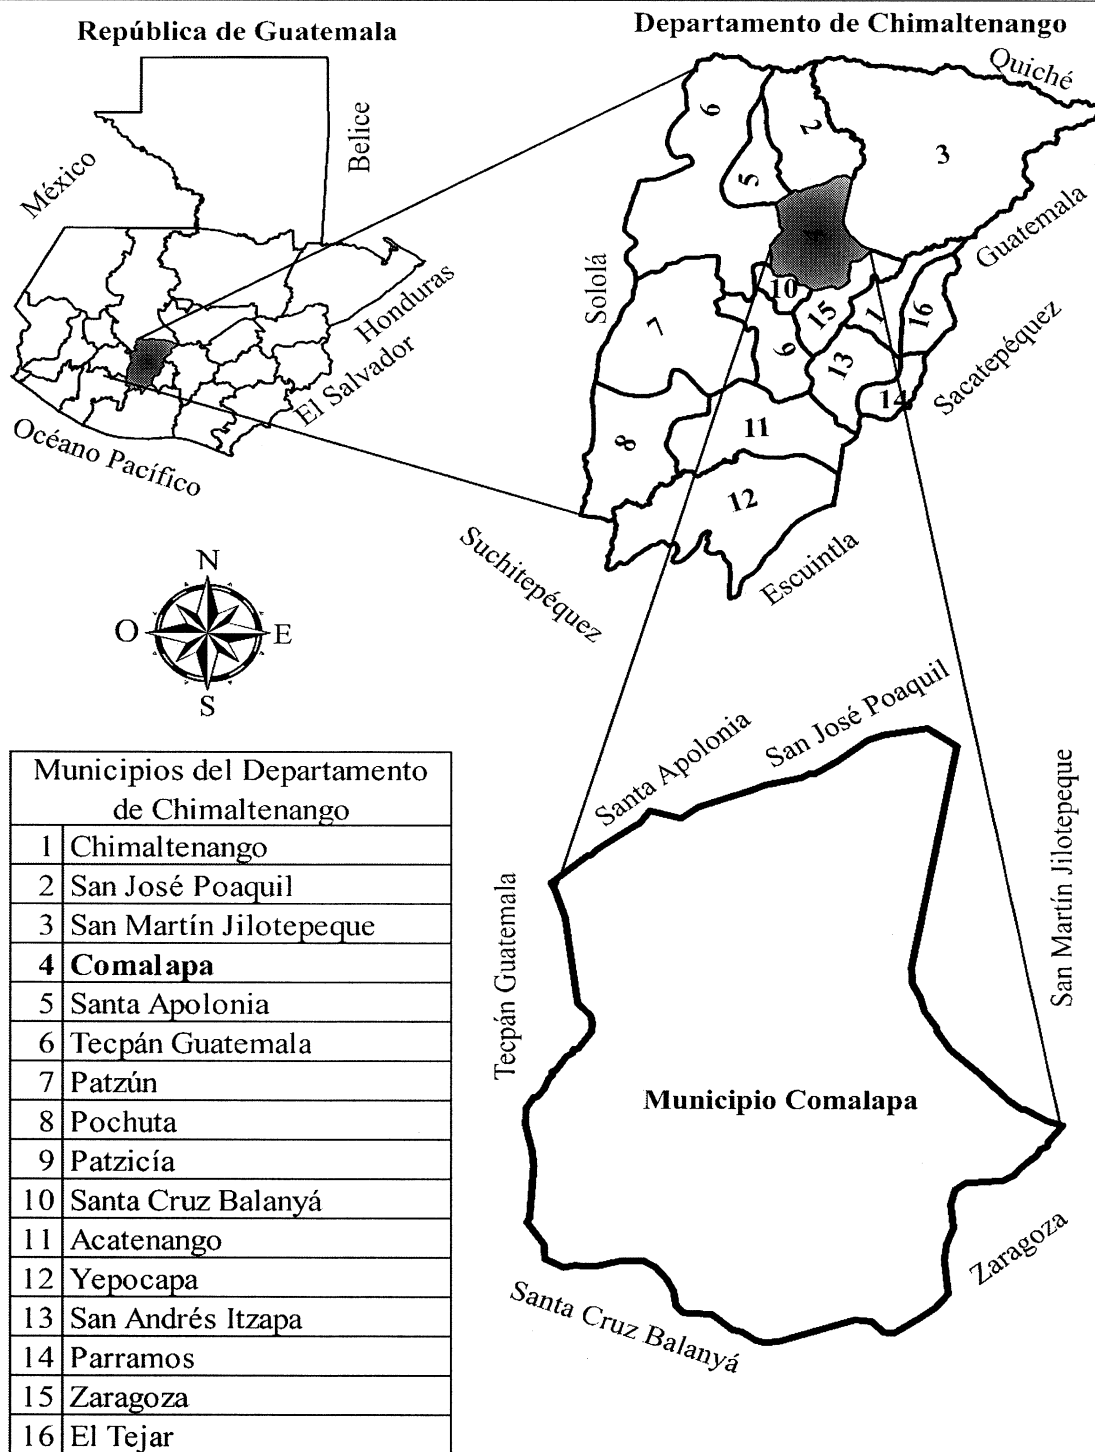 República de Guatemala
Departamento de Chimaltenango
México
Belice
Honduras
El Salvador
Océano Pacífico
Quiché
Guatemala
Sacatepéquez
Escuintla
Suchitepéquez
Sololá
6
2
3
5
10
15
1
16
7
9
13
14
8
11
12
N
O
E
S
Municipios del Departamento
de Chimaltenango
1 Chimaltenango
2 San José Poaquil
3 San Martín Jilotepeque
4 Comalapa
5 Santa Apolonia
6 Tecpán Guatemala
7 Patzún
8 Pochuta
9 Patzicía
10 Santa Cruz Balanyá
11 Acatenango
12 Yepocapa
13 San Andrés Itzapa
14 Parramos
15 Zaragoza
16 El Tejar
Santa Apolonia
San José Poaquil
San Martín Jilotepeque
Tecpán Guatemala
Municipio Comalapa
Zaragoza
Santa Cruz Balanyá